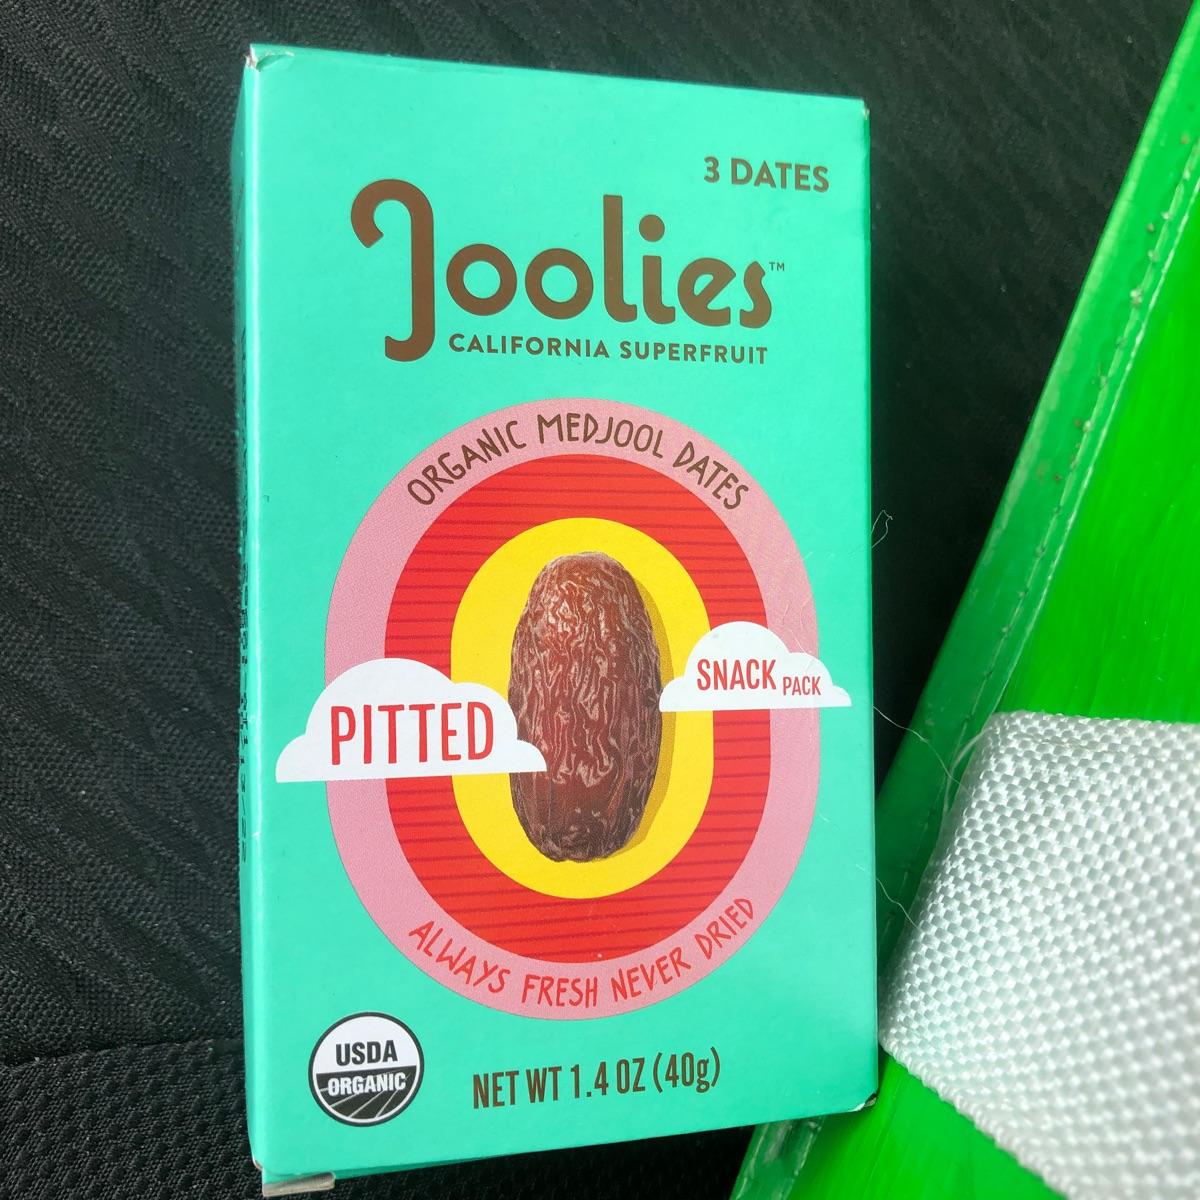 3 DATES
Joolies™
CALIFORNIA SUPERFRUIT
ORGANIC MEDJOOL DATES
SNACK PACK
PITTED
ALWAYS FRESH NEVER DRIED
USDA
ORGANIC
NET WT 1.4 OZ (40g)